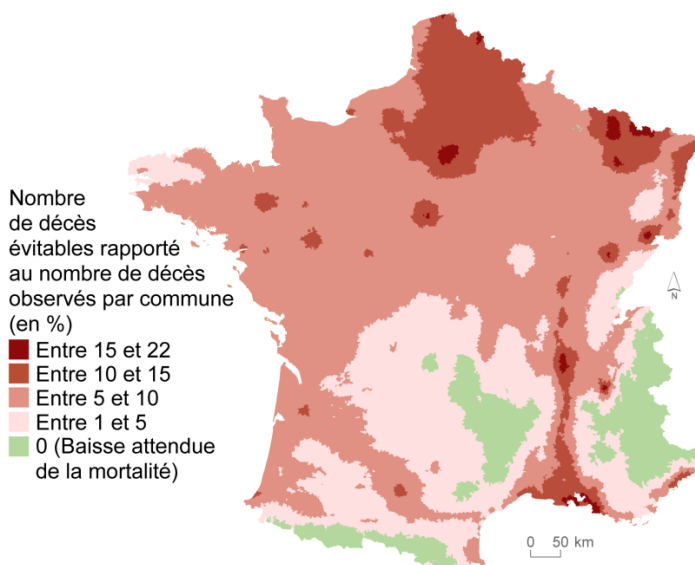 Nombre
de décès
évitables rapporté
au nombre de décès
observés par commune
(en %)
Entre 15 et 22
Entre 10 et 15
Entre 5 et 10
Entre 1 et 5
0 (Baisse attendue
de la mortalité)
N
0 50 km